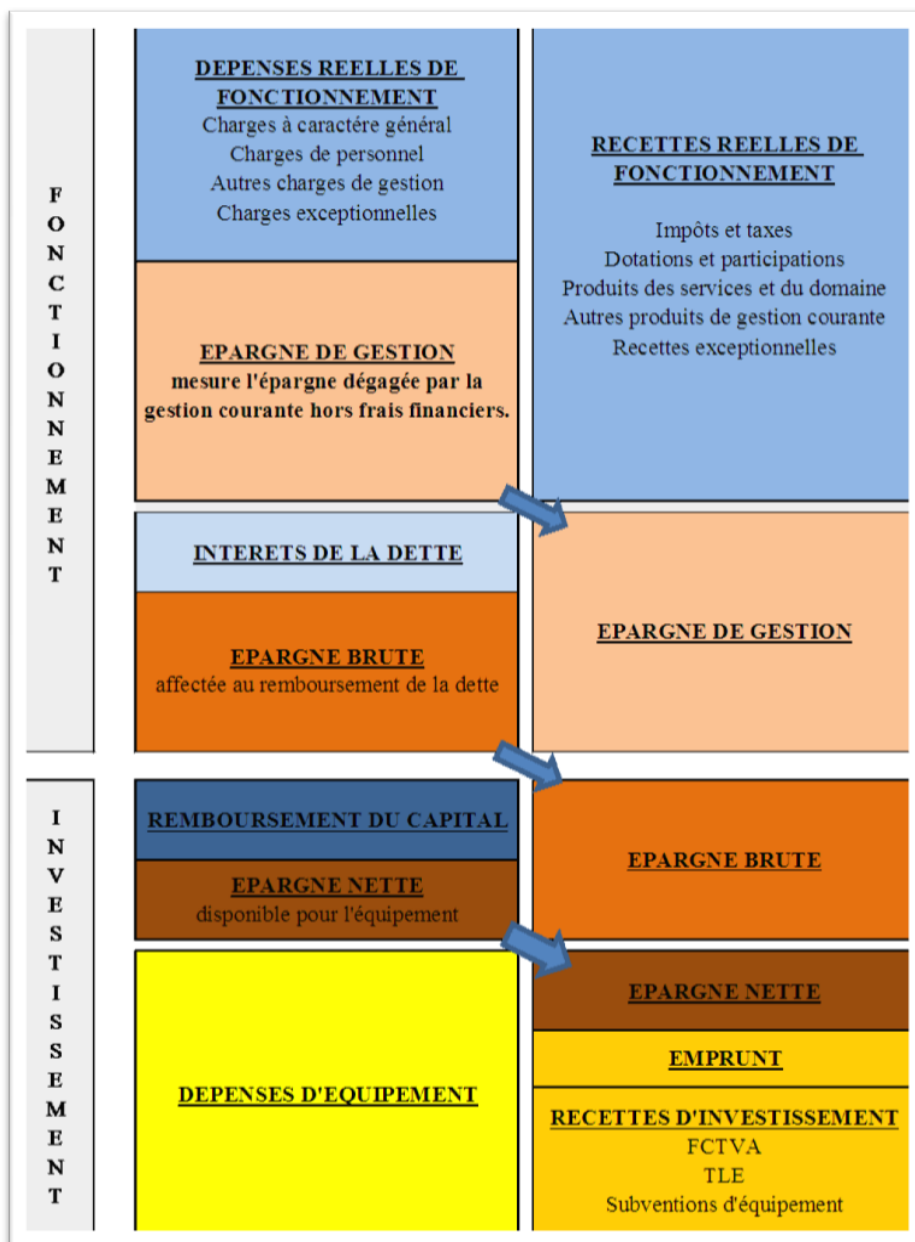 FONCTIONNEMENT
DEPENSES REELLES DE
FONCTIONNEMENT
Charges à caractére général
Charges de personnel
Autres charges de gestion
Charges exceptionnelles
RECETTES REELLES DE
FONCTIONNEMENT
Impôts et taxes
Dotations et participations
Produits des services et du domaine
Autres produits de gestion courante
Recettes exceptionnelles
EPARGNE DE GESTION
mesure l'épargne dégagée par la
gestion courante hors frais financiers.
INTERETS DE LA DETTE
EPARGNE BRUTE
affectée au remboursement de la dette
EPARGNE DE GESTION
INVESTISSEMENT
REMBOURSEMENT DU CAPITAL
EPARGNE NETTE
disponible pour l'équipement
EPARGNE BRUTE
DEPENSES D'EQUIPEMENT
EPARGNE NETTE
EMPRUNT
RECETTES D'INVESTISSEMENT
FCTVA
TLE
Subventions d'équipement